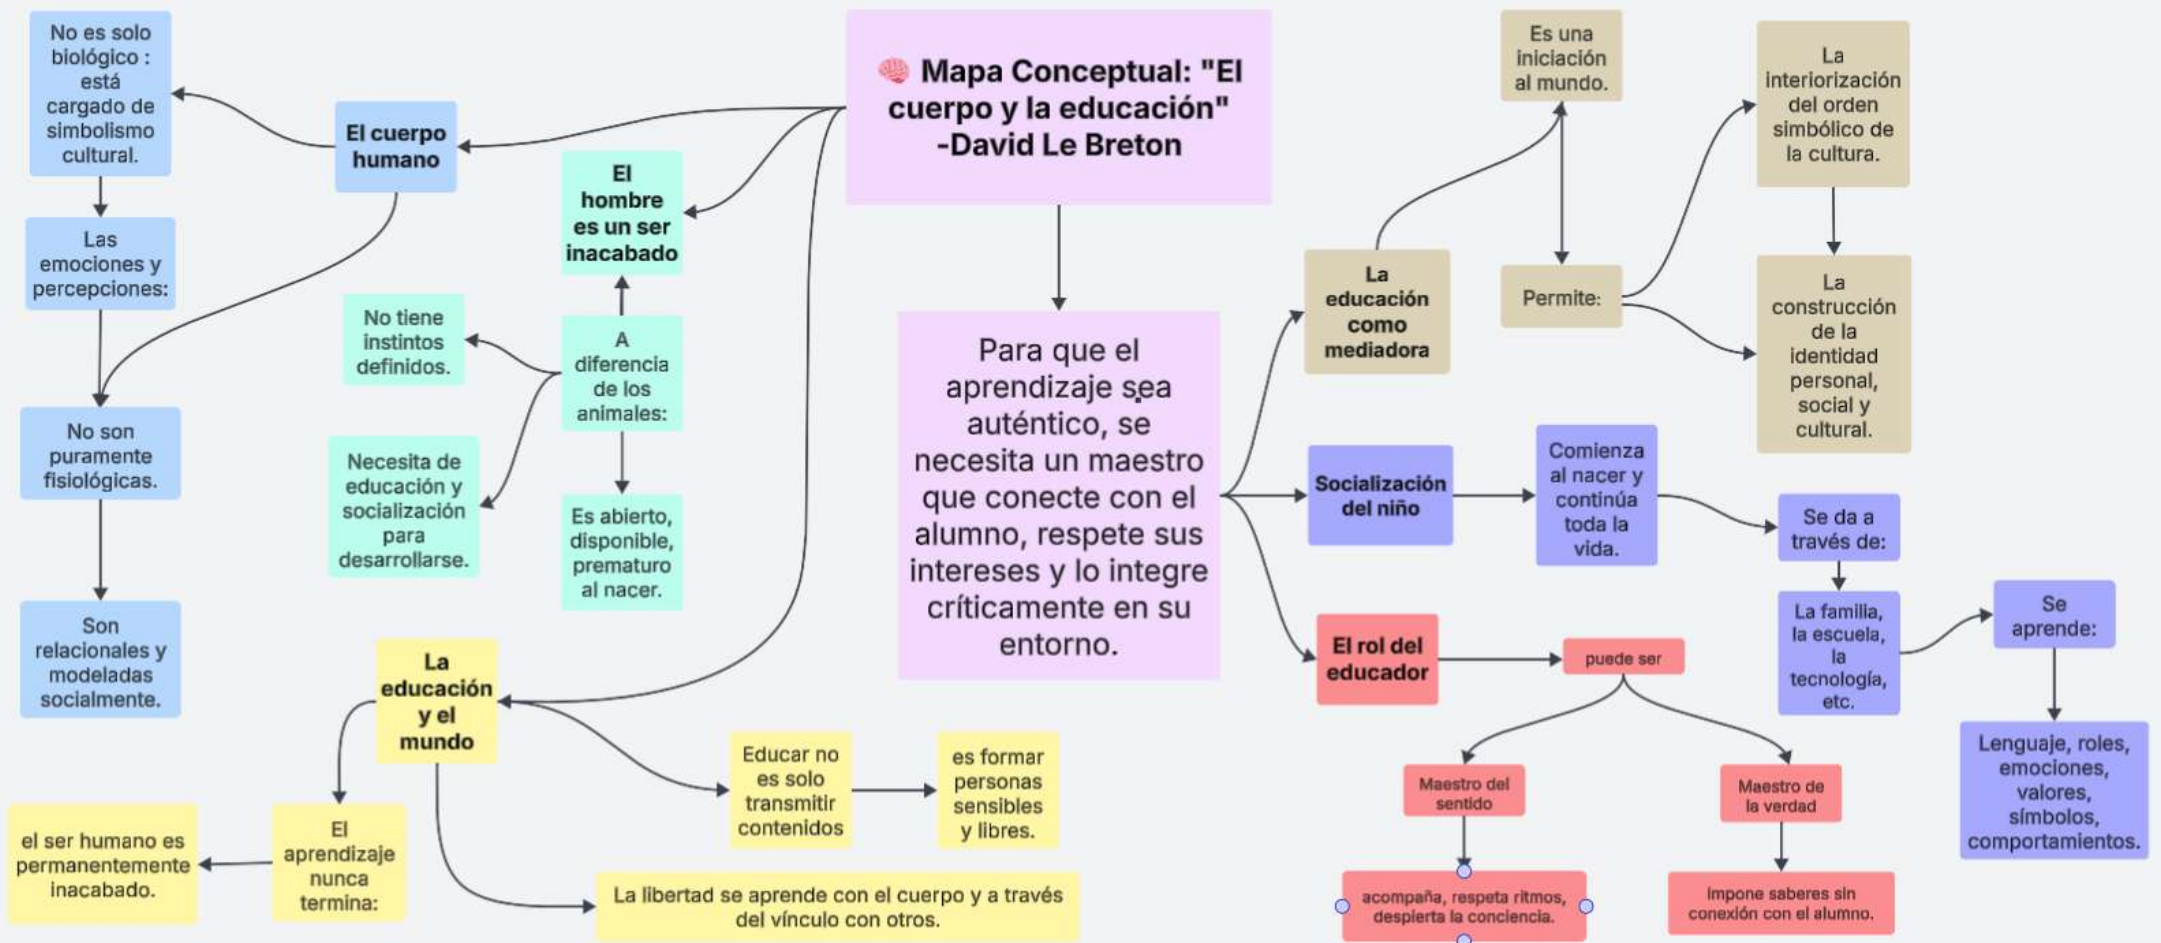 🧠 Mapa Conceptual: "El
cuerpo y la educación"
-David Le Breton
No es solo
biológico :
está
cargado de
simbolismo
cultural.
El cuerpo
humano
Las
emociones y
percepciones:
No son
puramente
fisiológicas.
Son
relacionales y
modeladas
socialmente.
El
hombre
es un ser
inacabado
No tiene
instintos
definidos.
A
diferencia
de los
animales:
Necesita de
educación y
socialización
para
desarrollarse.
Es abierto,
disponible,
prematuro
al nacer.
La
educación
y el
mundo
Educar no
es solo
transmitir
contenidos
es formar
personas
sensibles
y libres.
el ser humano es
permanentemente
inacabado.
El
aprendizaje
nunca
termina:
La libertad se aprende con el cuerpo y a través
del vínculo con otros.
Para que el
aprendizaje sea
auténtico, se
necesita un maestro
que conecte con el
alumno, respete sus
intereses y lo integre
críticamente en su
entorno.
La
educación
como
mediadora
Es una
iniciación
al mundo.
Permite:
La
interiorización
del orden
simbólico de
la cultura.
La
construcción
de la
identidad
personal,
social y
cultural.
Socialización
del niño
Comienza
al nacer y
continúa
toda la
vida.
Se da a
través de:
La familia,
la escuela,
la
tecnología,
etc.
Se
aprende:
Lenguaje, roles,
emociones,
valores,
símbolos,
comportamientos.
El rol del
educador
puede ser
Maestro del
sentido
Maestro de
la verdad
acompaña, respeta ritmos,
despierta la conciencia.
impone saberes sin
conexión con el alumno.